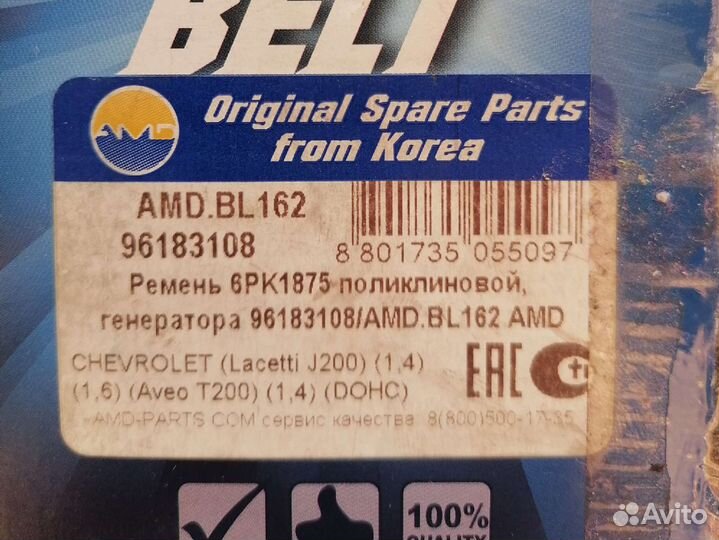 BELT
AMD
Original Spare Parts
from Korea
AMD.BL162
96183108
8 801735 055097
Ремень 6PK1875 поликлиновой,
генератора 96183108/AMD.BL162 AMD
CHEVROLET (Lacetti J200) (1,4)
(1,6) (Aveo T200) (1,4) (DOHC)
EAC
AMD-PARTS.COM сервис качества 8(800)500-17-35
100%
QUALITY
Avito